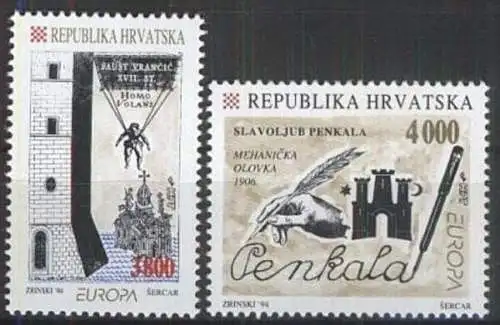 REPUBLIKA HRVATSKA
FAUST VRANČIĆ
XVII. ST.
HOMO
VOLANS
3800
ZRINSKI '94
EUROPA
ŠERCAR
REPUBLIKA HRVATSKA
SLAVOLJUB PENKALA
4000
MEHANIČKA
OLOVKA
1906.
Penkala
EUROPA
ZRINSKI '94
ŠERCAR